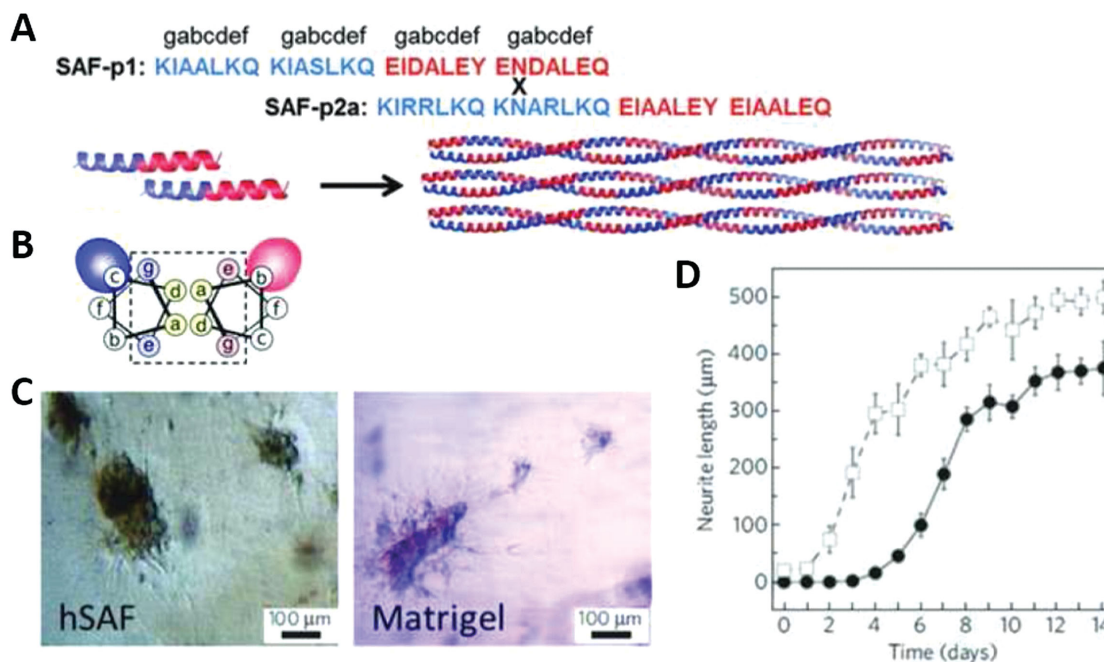 A
gabcdef gabcdef gabcdef gabcdef
SAF-p1: KIAALKQ KIASLKQ EIDALEY ENDALEQ
X
SAF-p2a: KIRRLKQ KNARLKQ EIAALEY EIAALEQ
B
g e
c b
d a
f f
a d
b c
e g
C
hSAF
100 µm
Matrigel
100 µm
D
500
400
300
200
100
0
Neurite length (µm)
0 2 4 6 8 10 12 14
Time (days)